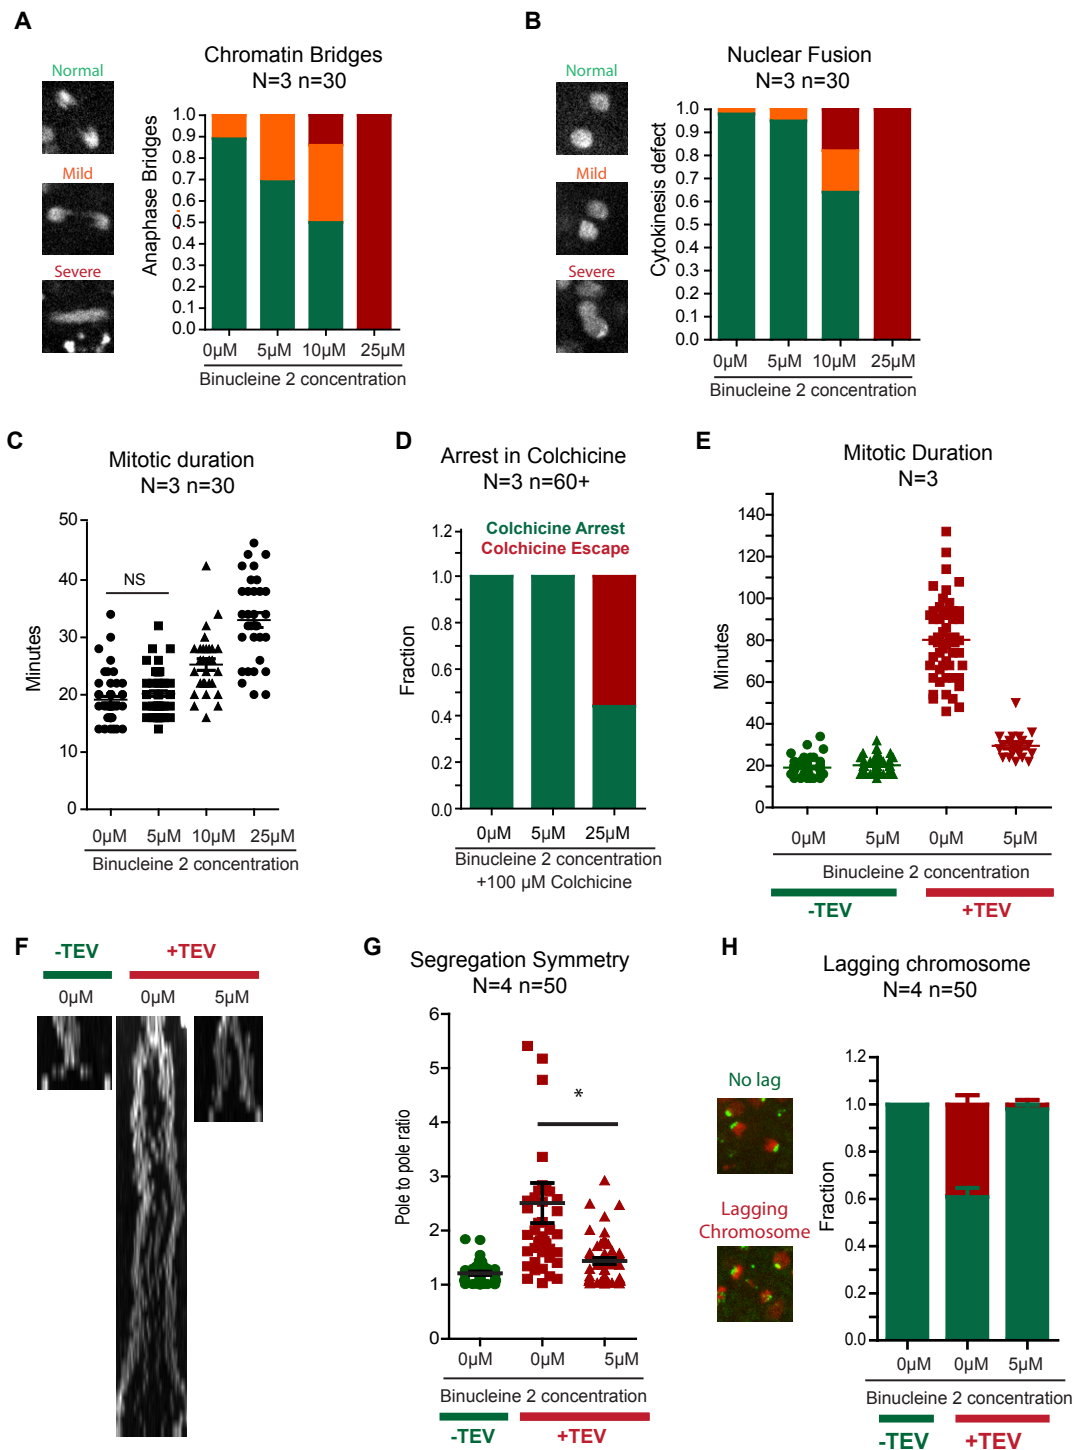 A
Chromatin Bridges
N=3 n=30
Normal
Mild
Severe
Anaphase Bridges
1.0
0.9
0.8
0.7
0.6
0.5
0.4
0.3
0.2
0.1
0.0
0µM 5µM 10µM 25µM
Binucleine 2 concentration
B
Nuclear Fusion
N=3 n=30
Normal
Mild
Severe
Cytokinesis defect
1.0
0.9
0.8
0.7
0.6
0.5
0.4
0.3
0.2
0.1
0.0
0µM 5µM 10µM 25µM
Binucleine 2 concentration
C
Mitotic duration
N=3 n=30
Minutes
50
40
30
20
10
0
NS
0µM 5µM 10µM 25µM
Binucleine 2 concentration
D
Arrest in Colchicine
N=3 n=60+
Colchicine Arrest
Colchicine Escape
Fraction
1.2
1.0
0.8
0.6
0.4
0.2
0.0
0µM 5µM 25µM
Binucleine 2 concentration
+100 µM Colchicine
E
Mitotic Duration
N=3
Minutes
140
120
100
80
60
40
20
0
0µM 5µM 0µM 5µM
Binucleine 2 concentration
-TEV +TEV
F
-TEV +TEV
0µM 0µM 5µM
G
Segregation Symmetry
N=4 n=50
Pole to pole ratio
6
5
4
3
2
1
0
*
0µM 0µM 5µM
Binucleine 2 concentration
-TEV +TEV
H
Lagging chromosome
N=4 n=50
No lag
Lagging
Chromosome
Fraction
1.2
1.0
0.8
0.6
0.4
0.2
0.0
0µM 0µM 5µM
Binucleine 2 concentration
-TEV +TEV